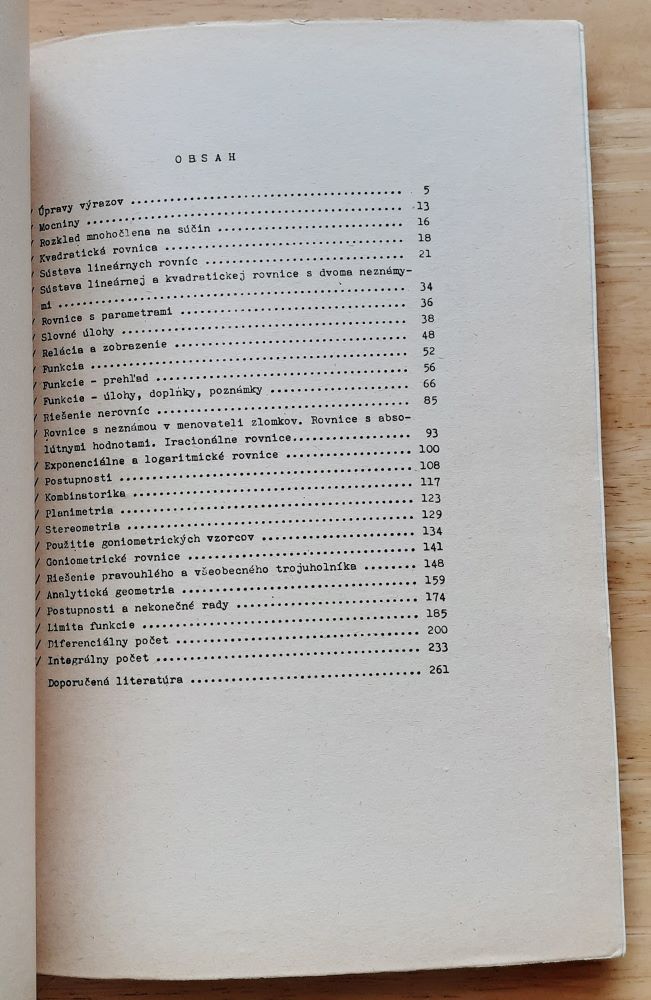 O B S A H
/ Úpravy výrazov ........................................ 5
/ Mocniny ............................................... 13
/ Rozklad mnohočlena na súčin ........................... 16
/ Kvadratická rovnica ................................... 18
/ Sústava lineárnych rovníc ............................. 21
/ Sústava lineárnej a kvadratickej rovnice s dvoma neznámy-
mi ...................................................... 34
/ Rovnice s parametrami ................................. 36
/ Slovné úlohy .......................................... 38
/ Relácia a zobrazenie .................................. 48
/ Funkcia ............................................... 52
/ Funkcie - prehľad ..................................... 56
/ Funkcie - úlohy, doplňky, poznámky .................... 66
/ Riešenie nerovníc ..................................... 85
/ Rovnice s neznámou v menovateli zlomkov. Rovnice s abso-
lútnymi hodnotami. Iracionálne rovnice................. 93
/ Exponenciálne a logaritmické rovnice .................. 100
/ Postupnosti ........................................... 108
/ Kombinatorika ......................................... 117
/ Planimetria ........................................... 123
/ Stereometria .......................................... 129
/ Použitie goniometrických vzorcov ...................... 134
/ Goniometrické rovnice ................................. 141
/ Riešenie pravouhlého a všeobecného trojuholníka ........ 148
/ Analytická geometria .................................. 159
/ Postupnosti a nekonečné rady .......................... 174
/ Limita funkcie ........................................ 185
/ Diferenciálny počet ................................... 200
/ Integrálny počet ...................................... 233
Doporučená literatúra ................................... 261